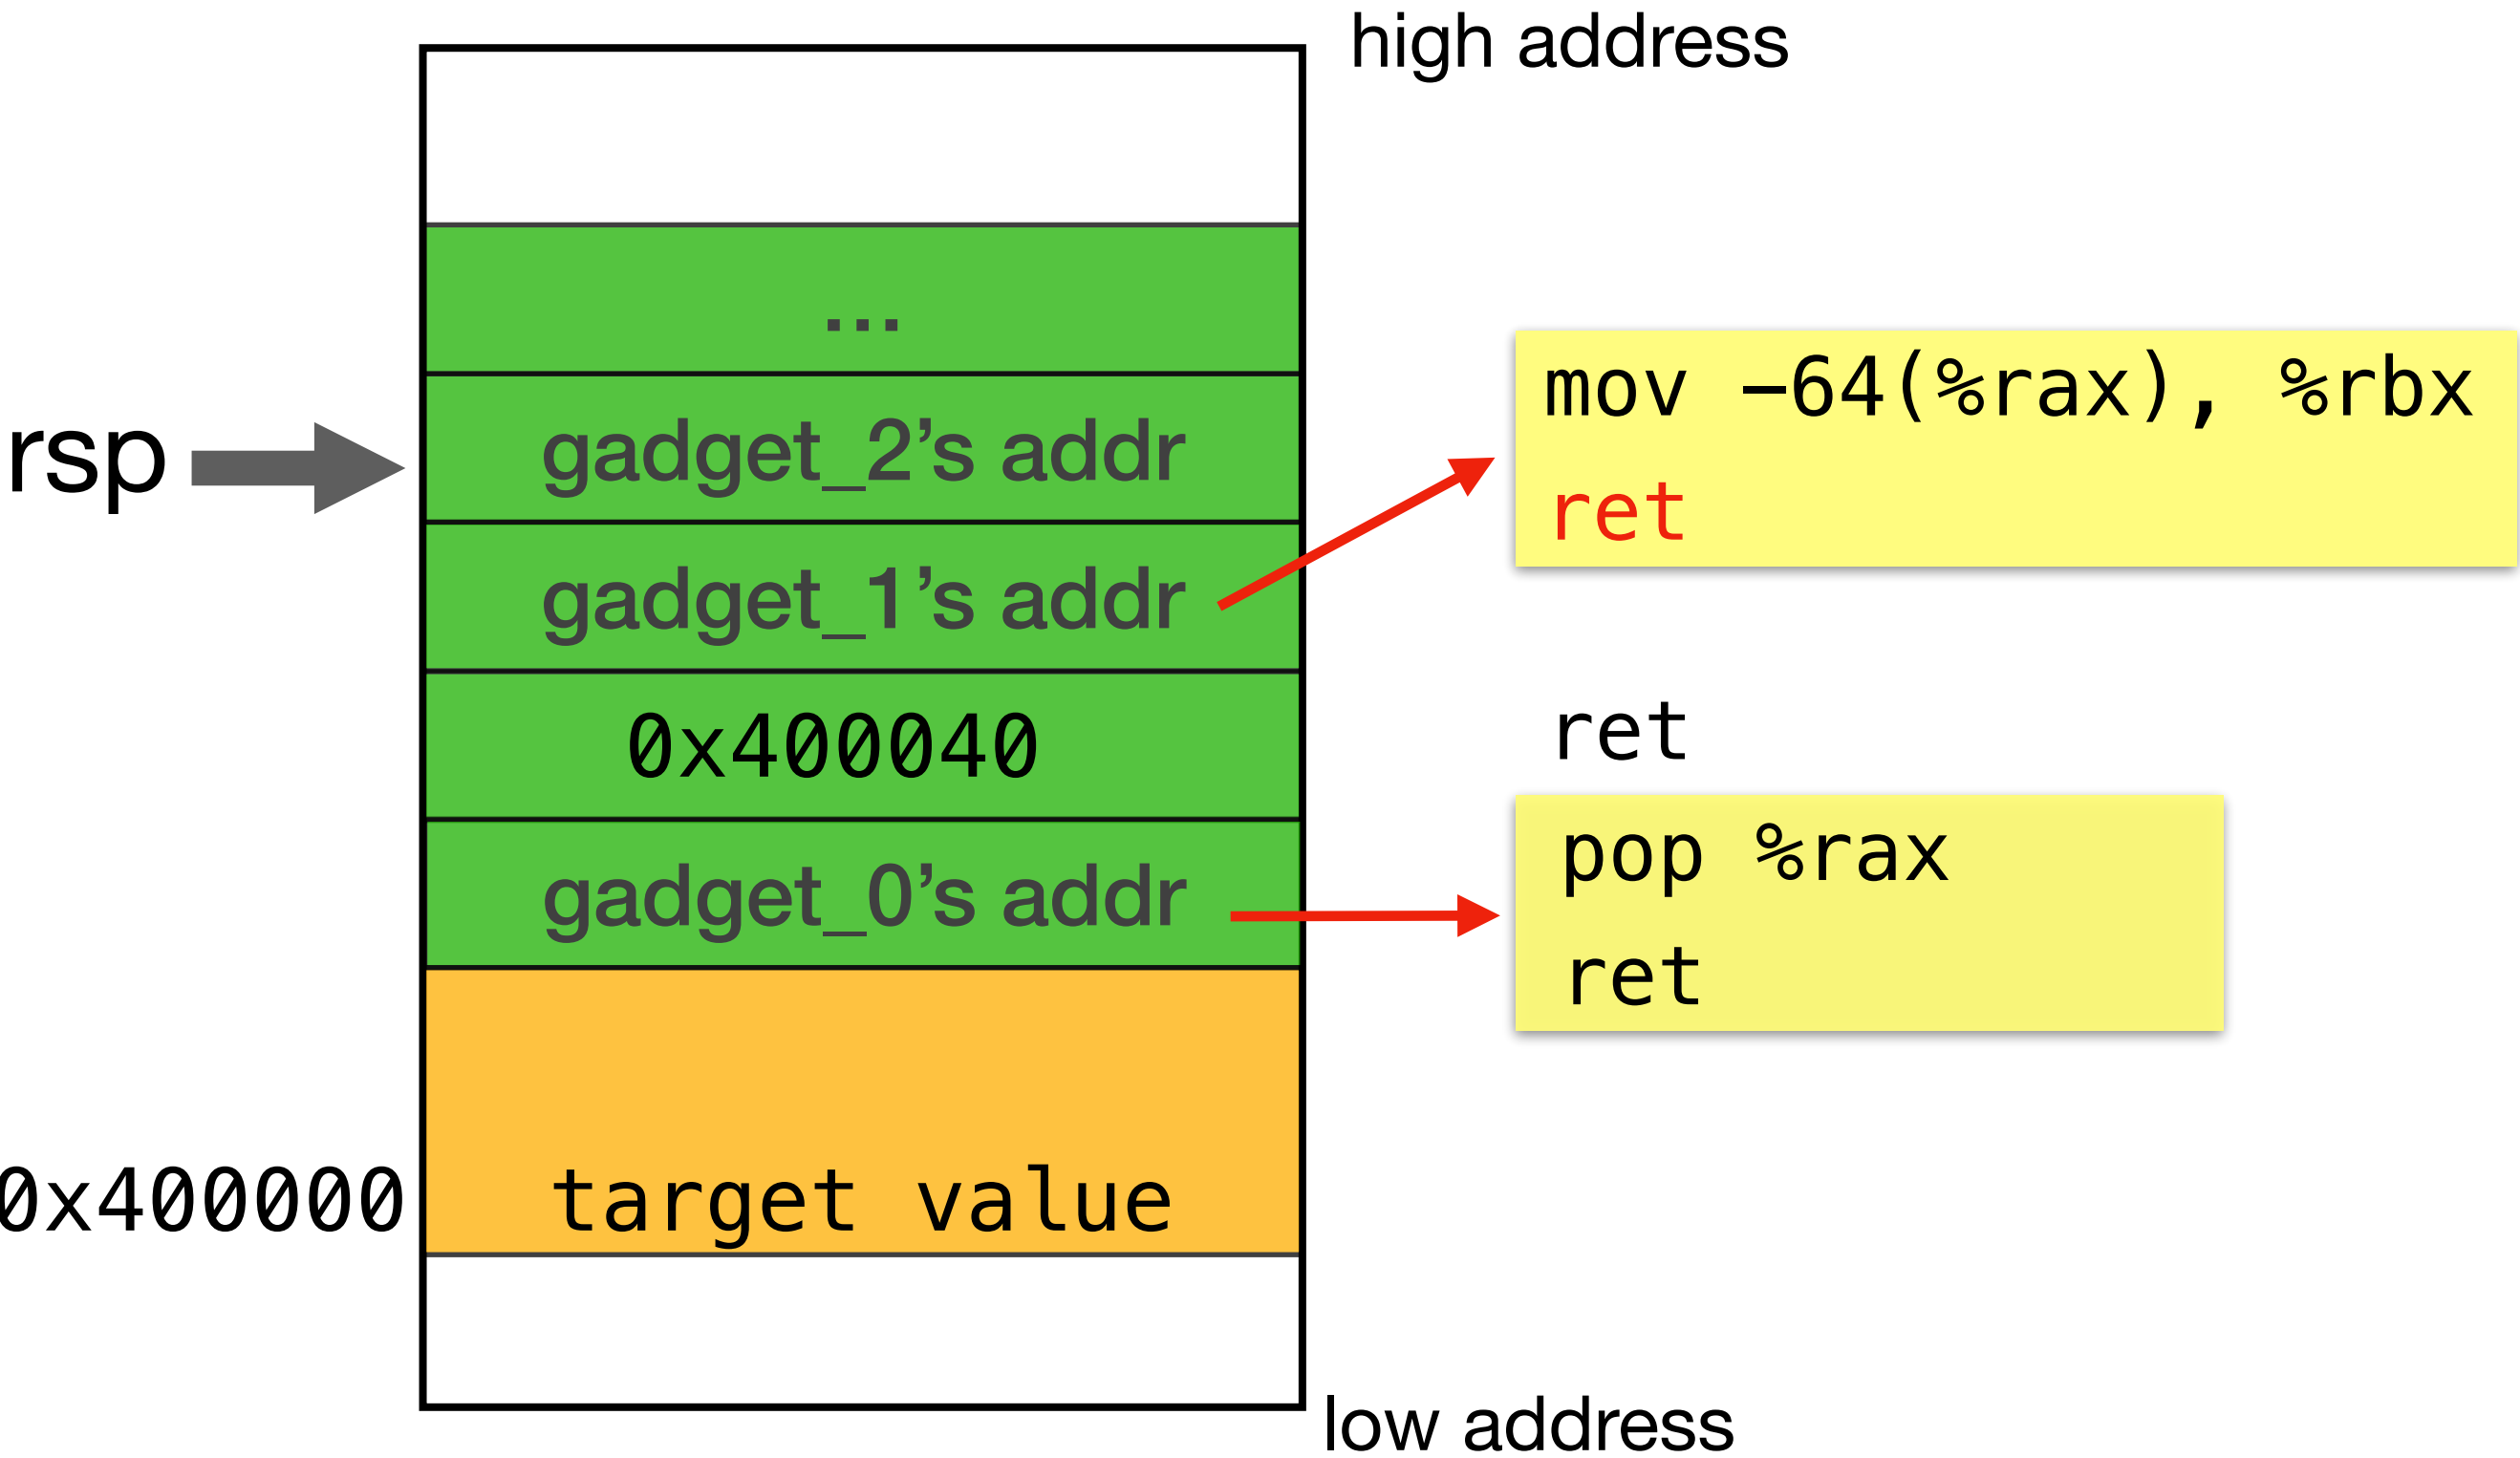 high address
...
mov -64(%rax), %rbx
rsp
gadget_2’s addr
ret
gadget_1’s addr
0x400040
ret
pop %rax
gadget_0’s addr
ret
0x400000
target value
low address